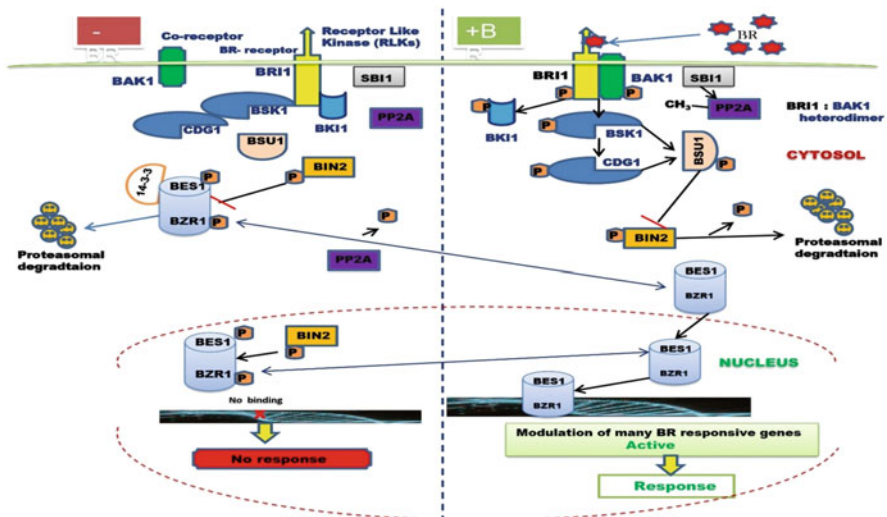 -
BR
Co-receptor
BR- receptor
Receptor Like
Kinase (RLKs)
BAK1
BRI1
SBI1
BSK1
CDG1
BKI1
PP2A
BSU1
14-3-3
BES1
P
BIN2
P
BZR1
P
P
PP2A
Proteasomal
degradtaion
BES1
P
BIN2
P
BZR1
P
No binding
No response
+B
R
BR
BRI1
BAK1
SBI1
P
P
P
BKI1
CH3
PP2A
BRI1 : BAK1
heterodimer
P
BSK1
BSU1
CYTOSOL
P
CDG1
P
P
BIN2
P
Proteasomal
degradtaion
BES1
BZR1
BES1
NUCLEUS
BZR1
BES1
BZR1
Modulation of many BR responsive genes
Active
Response